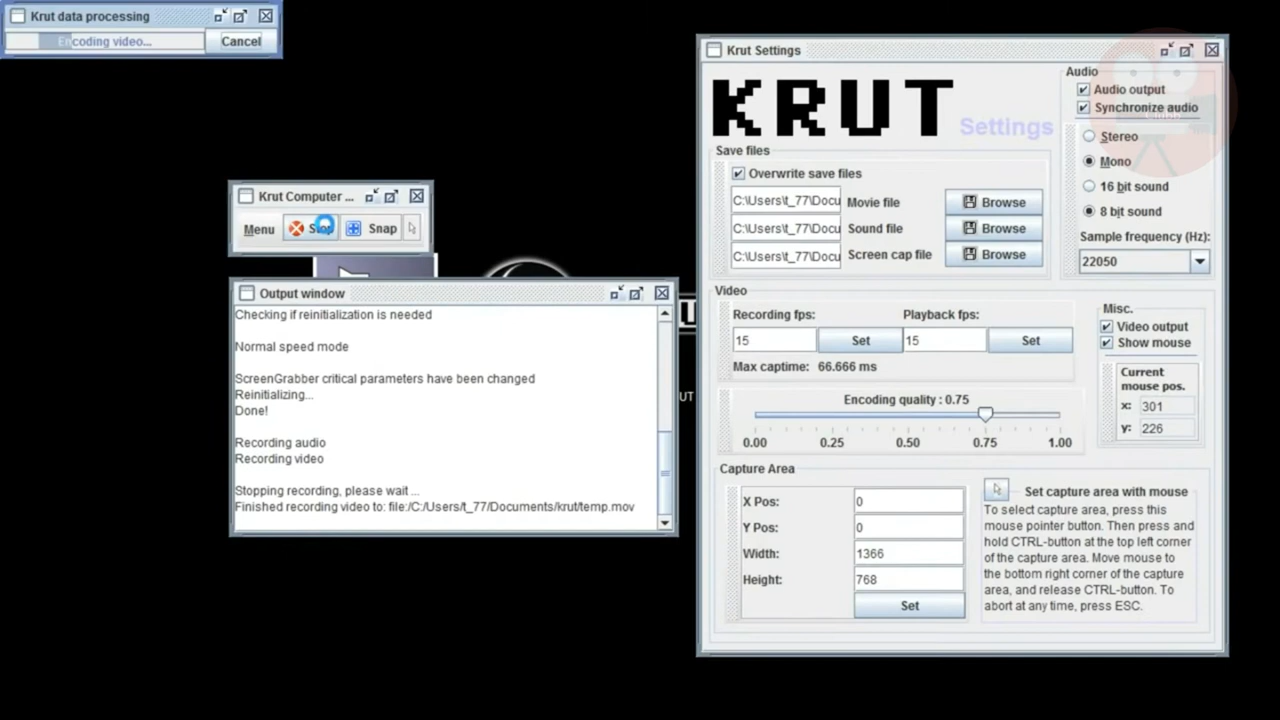 Krut data processing
Encoding video...
Cancel
Krut Computer ...
Menu
Stop
Snap
Output window
Checking if reinitialization is needed
Normal speed mode
ScreenGrabber critical parameters have been changed
Reinitializing...
Done!
Recording audio
Recording video
Stopping recording, please wait ...
Finished recording video to: file:/C:/Users/t_77/Documents/krut/temp.mov
UT
Krut Settings
KRUT
Settings
Save files
Overwrite save files
C:\Users\t_77\Docu Movie file Browse
C:\Users\t_77\Docu Sound file Browse
C:\Users\t_77\Docu Screen cap file Browse
Audio
Audio output
Synchronize audio
Stereo
Mono
16 bit sound
8 bit sound
Sample frequency (Hz):
22050
Video
Recording fps: Playback fps:
15 Set 15 Set
Max captime: 66.666 ms
Encoding quality : 0.75
0.00 0.25 0.50 0.75 1.00
Misc.
Video output
Show mouse
Current
mouse pos.
x: 301
y: 226
Capture Area
X Pos: 0
Y Pos: 0
Width: 1366
Height: 768
Set
Set capture area with mouse
To select capture area, press this
mouse pointer button. Then press and
hold CTRL-button at the top left corner
of the capture area. Move mouse to
the bottom right corner of the capture
area, and release CTRL-button. To
abort at any time, press ESC.